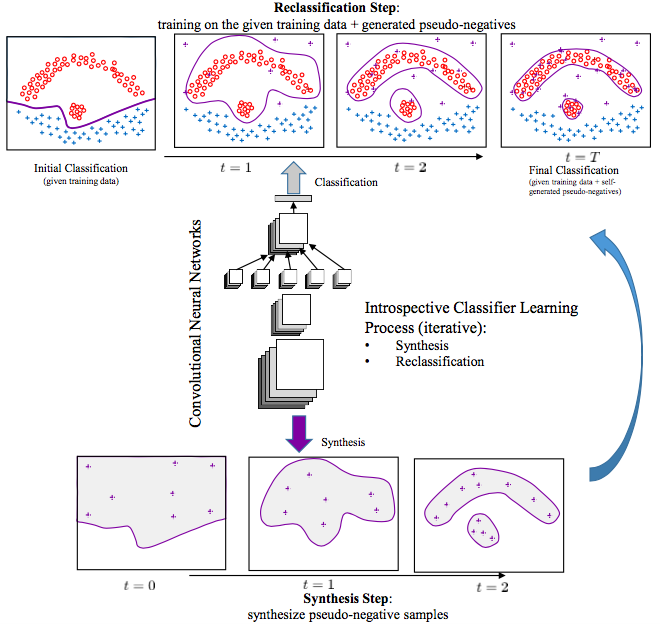 Reclassification Step:
training on the given training data + generated pseudo-negatives
Initial Classification
(given training data)
t = 1
t = 2
t = T
Final Classification
(given training data + self-
generated pseudo-negatives)
Classification
Convolutional Neural Networks
Introspective Classifier Learning
Process (iterative):
• Synthesis
• Reclassification
Synthesis
t = 0
t = 1
t = 2
Synthesis Step:
synthesize pseudo-negative samples